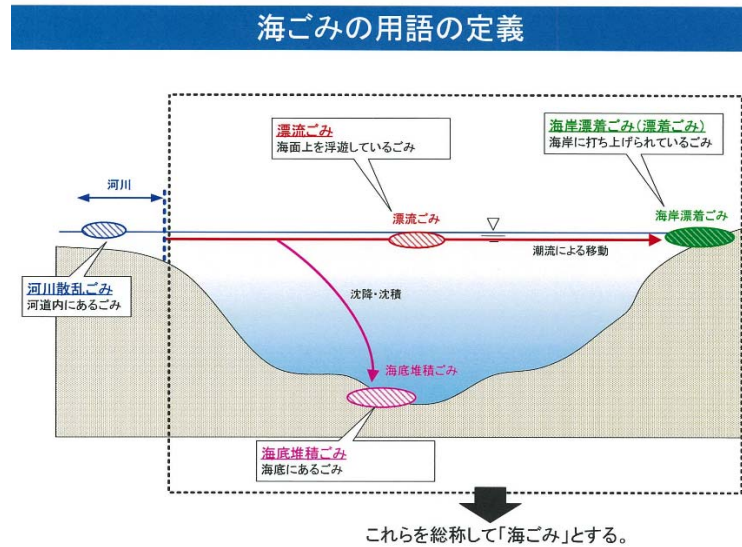 海ごみの用語の定義
漂流ごみ
海面上を浮遊しているごみ
海岸漂着ごみ(漂着ごみ)
海岸に打ち上げられているごみ
河川
漂流ごみ
海岸漂着ごみ
潮流による移動
河川散乱ごみ
河道内にあるごみ
沈降・沈積
海底堆積ごみ
海底堆積ごみ
海底にあるごみ
これらを総称して「海ごみ」とする。